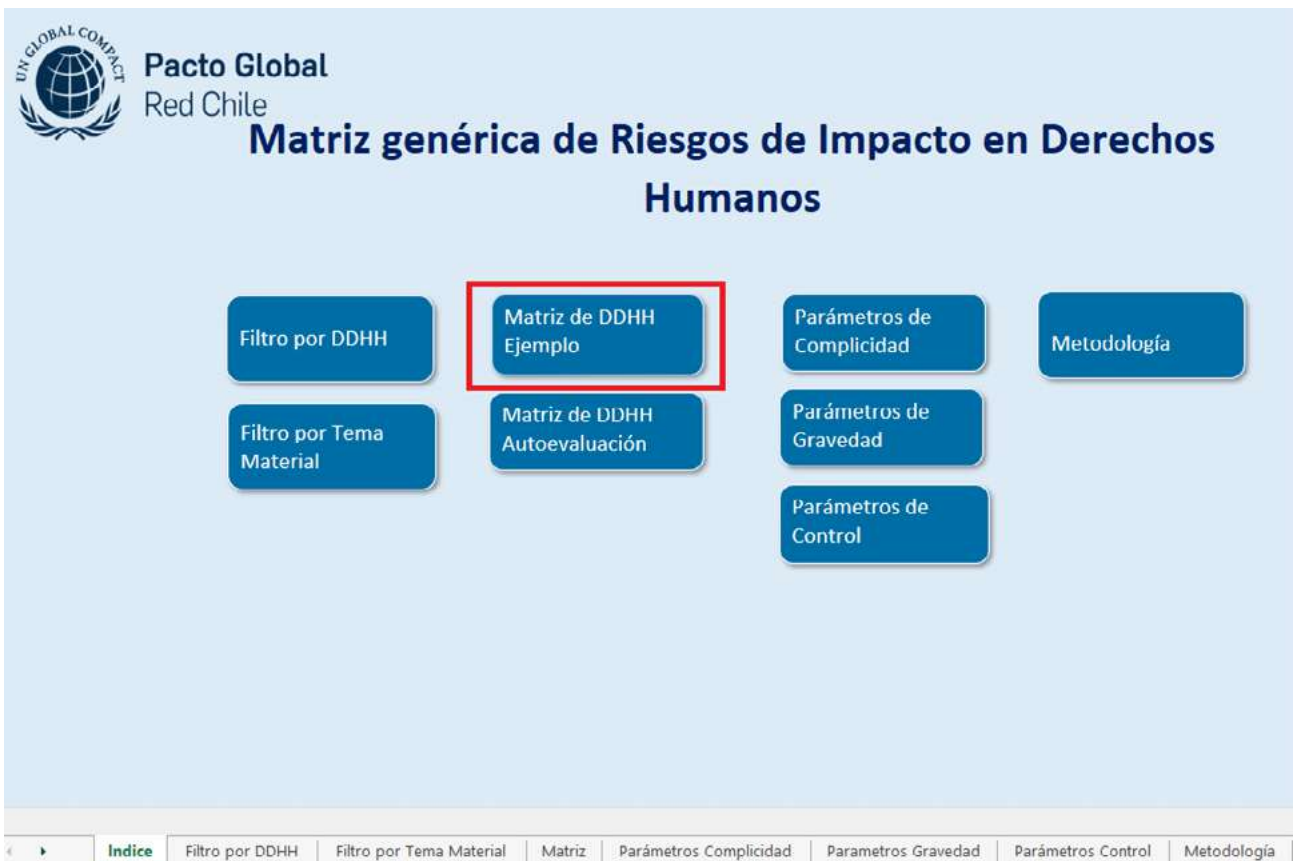 UN GLOBAL COMPACT
Pacto Global
Red Chile
Matriz genérica de Riesgos de Impacto en Derechos
Humanos
Filtro por DDHH
Matriz de DDHH
Ejemplo
Parámetros de
Complicidad
Metodología
Filtro por Tema
Material
Matriz de DDHH
Autoevaluación
Parámetros de
Gravedad
Parámetros de
Control
Indice Filtro por DDHH Filtro por Tema Material Matriz Parámetros Complicidad Parametros Gravedad Parámetros Control Metodología